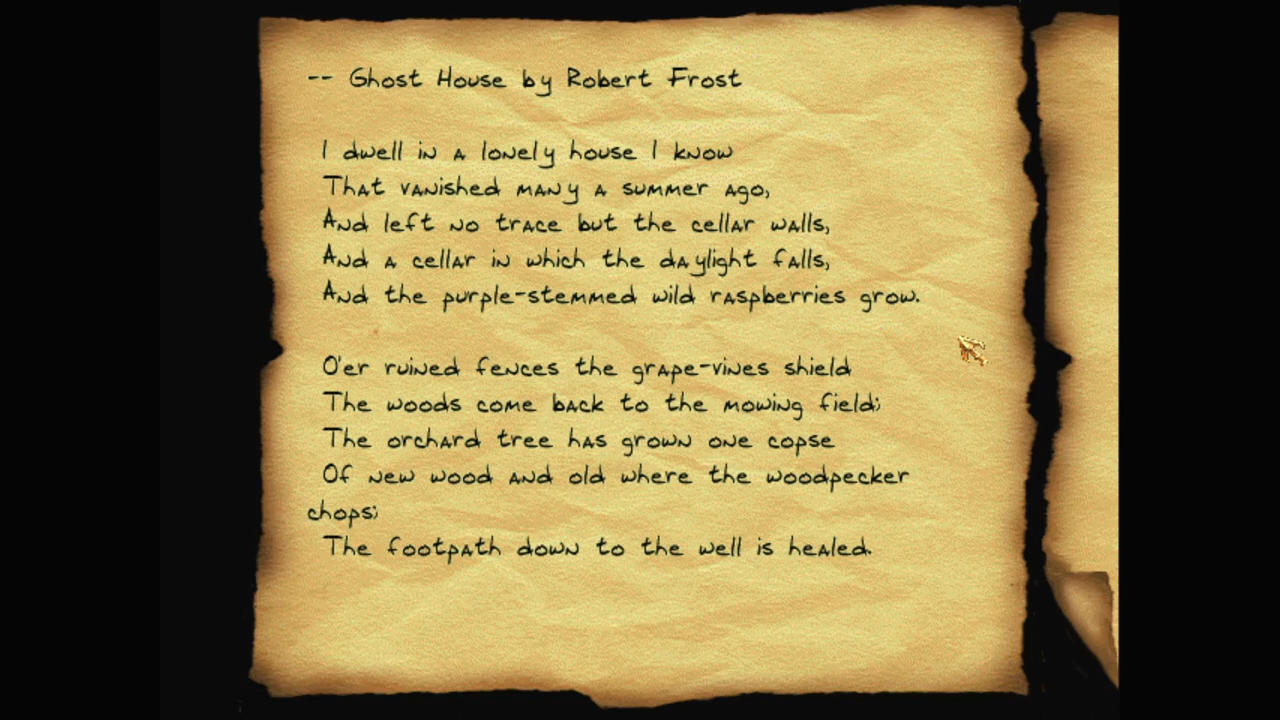 -- Ghost House by Robert Frost
I dwell in a lonely house I know
That vanished many a summer ago,
And left no trace but the cellar walls,
And a cellar in which the daylight falls,
And the purple-stemmed wild raspberries grow.
O'er ruined fences the grape-vines shield
The woods come back to the mowing field;
The orchard tree has grown one copse
Of new wood and old where the woodpecker
chops;
The footpath down to the well is healed.